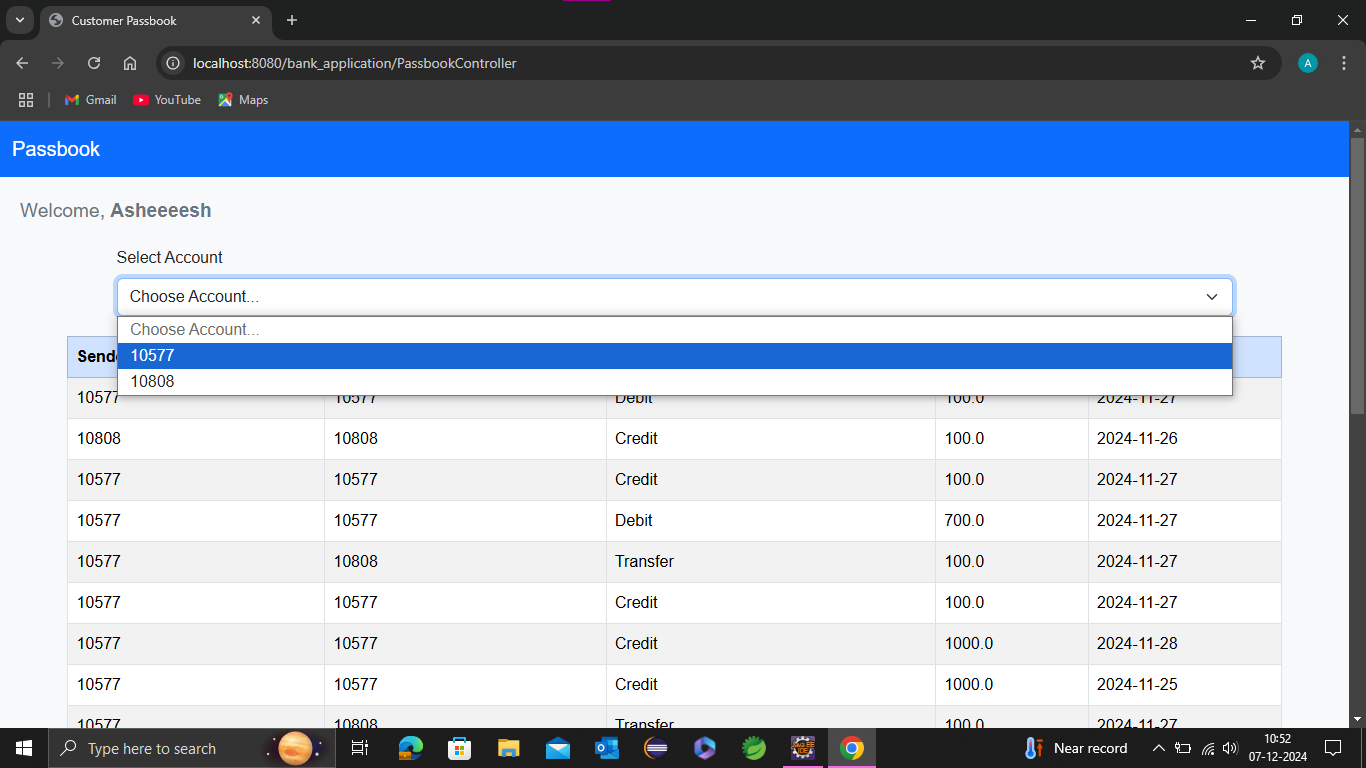 Customer Passbook
localhost:8080/bank_application/PassbookController
A
Gmail YouTube Maps
Passbook
Welcome, Asheeeesh
Select Account
Choose Account...
Choose Account...
10577
10808
10577 10577 Debit 100.0 2024-11-27
10808 10808 Credit 100.0 2024-11-26
10577 10577 Credit 100.0 2024-11-27
10577 10577 Debit 700.0 2024-11-27
10577 10808 Transfer 100.0 2024-11-27
10577 10577 Credit 100.0 2024-11-27
10577 10577 Credit 1000.0 2024-11-28
10577 10577 Credit 1000.0 2024-11-25
10577 10808 Transfer 100.0 2024-11-27
Type here to search
Near record
10:52
07-12-2024